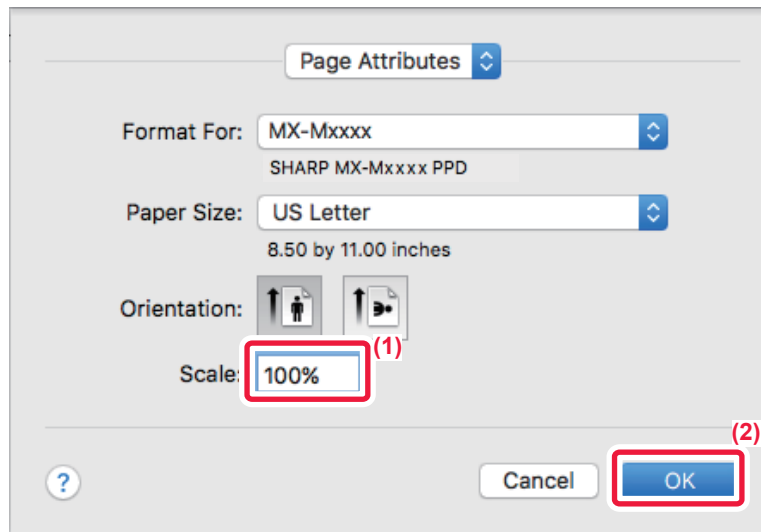 Page Attributes
Format For: MX-Mxxxx
SHARP MX-Mxxxx PPD
Paper Size: US Letter
8.50 by 11.00 inches
Orientation:
(1)
Scale: 100%
(2)
? Cancel OK